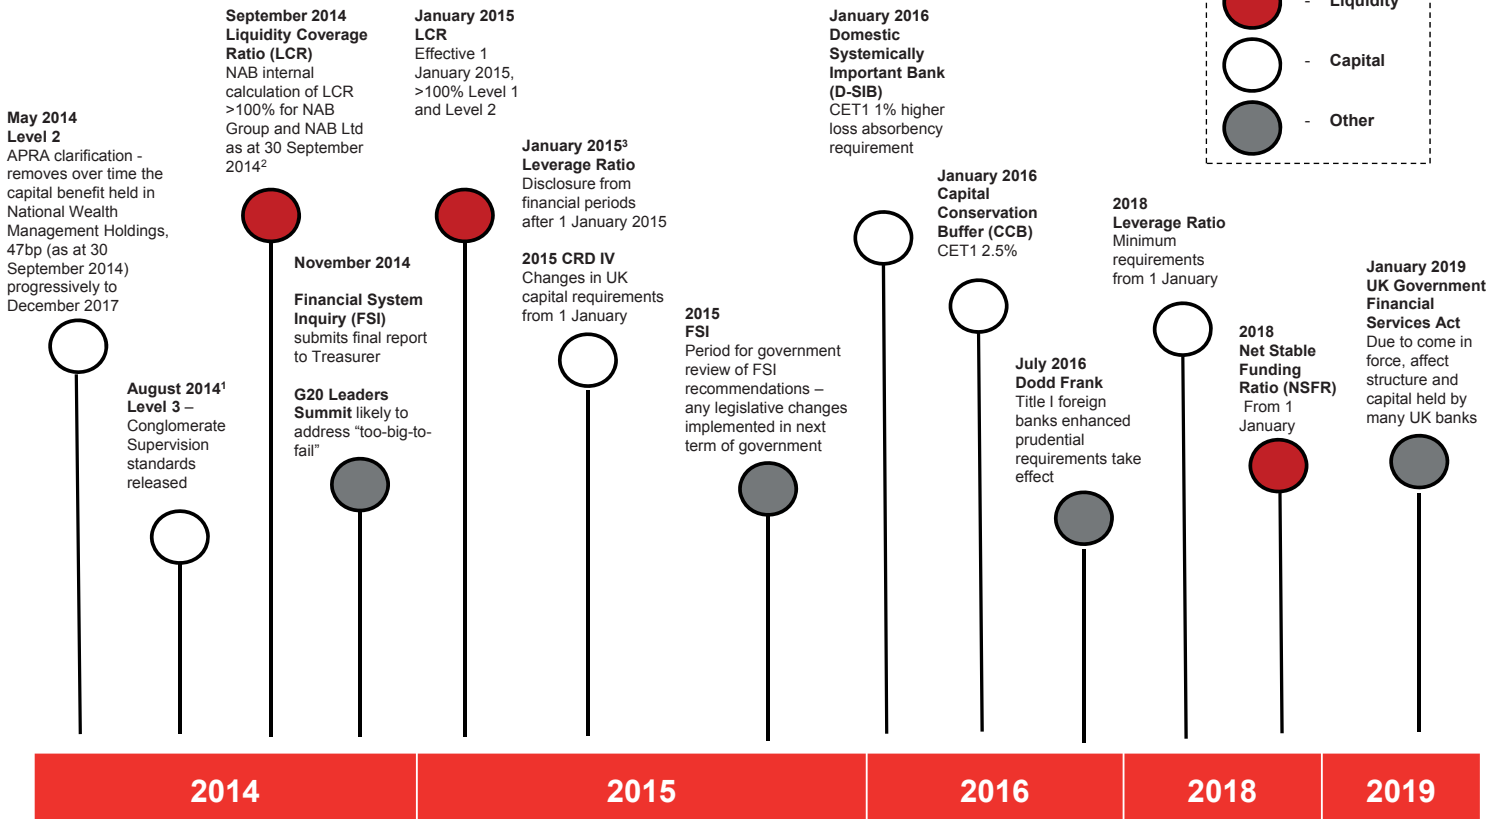 May 2014
Level 2
APRA clarification -
removes over time the
capital benefit held in
National Wealth
Management Holdings,
47bp (as at 30
September 2014)
progressively to
December 2017
August 2014¹
Level 3 –
Conglomerate
Supervision
standards
released
September 2014
Liquidity Coverage
Ratio (LCR)
NAB internal
calculation of LCR
>100% for NAB
Group and NAB Ltd
as at 30 September
2014²
November 2014
Financial System
Inquiry (FSI)
submits final report
to Treasurer
G20 Leaders
Summit likely to
address “too-big-to-
fail”
January 2015
LCR
Effective 1
January 2015,
>100% Level 1
and Level 2
January 2015³
Leverage Ratio
Disclosure from
financial periods
after 1 January 2015
2015 CRD IV
Changes in UK
capital requirements
from 1 January
2015
FSI
Period for government
review of FSI
recommendations –
any legislative changes
implemented in next
term of government
January 2016
Domestic
Systemically
Important Bank
(D-SIB)
CET1 1% higher
loss absorbency
requirement
January 2016
Capital
Conservation
Buffer (CCB)
CET1 2.5%
July 2016
Dodd Frank
Title I foreign
banks enhanced
prudential
requirements take
effect
2018
Leverage Ratio
Minimum
requirements
from 1 January
2018
Net Stable
Funding
Ratio (NSFR)
From 1
January
January 2019
UK Government
Financial
Services Act
Due to come in
force, affect
structure and
capital held by
many UK banks
- Liquidity
- Capital
- Other
2014
2015
2016
2018
2019